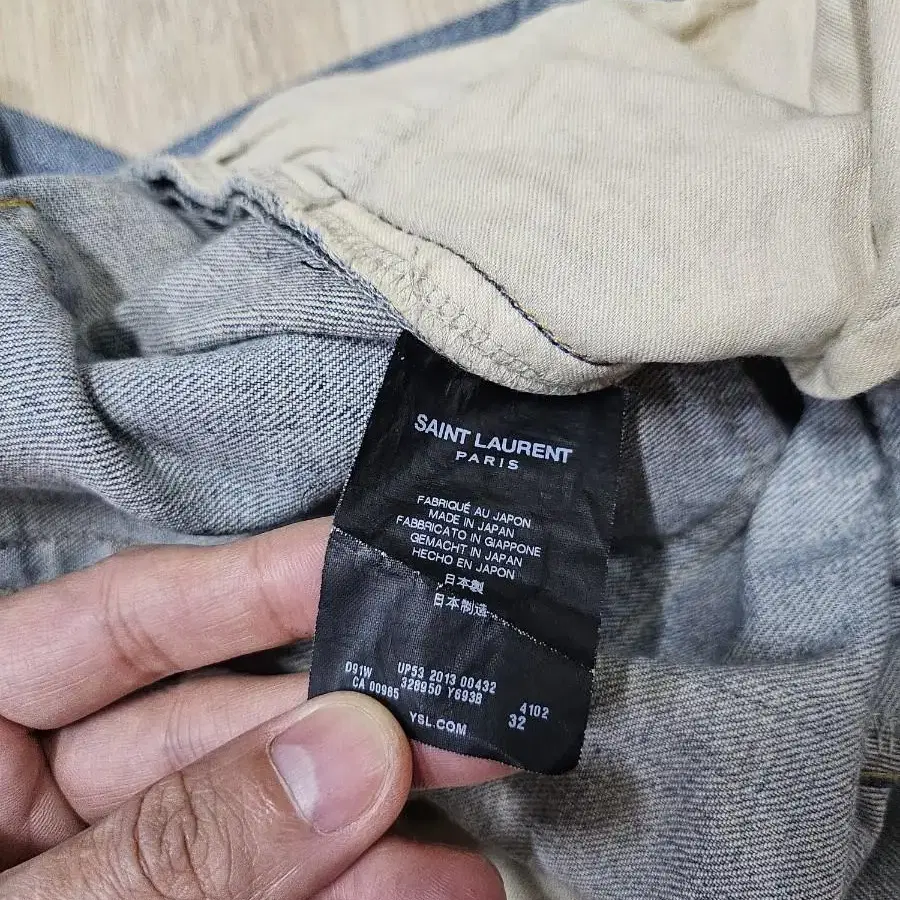 SAINT LAURENT
PARIS
FABRIQUÉ AU JAPON
MADE IN JAPAN
FABBRICATO IN GIAPPONE
GEMACHT IN JAPAN
HECHO EN JAPON
日本製
日本制造
D91W UP53 2013 00432
CA 00985 328950 Y693B 4102
YSL.COM 32